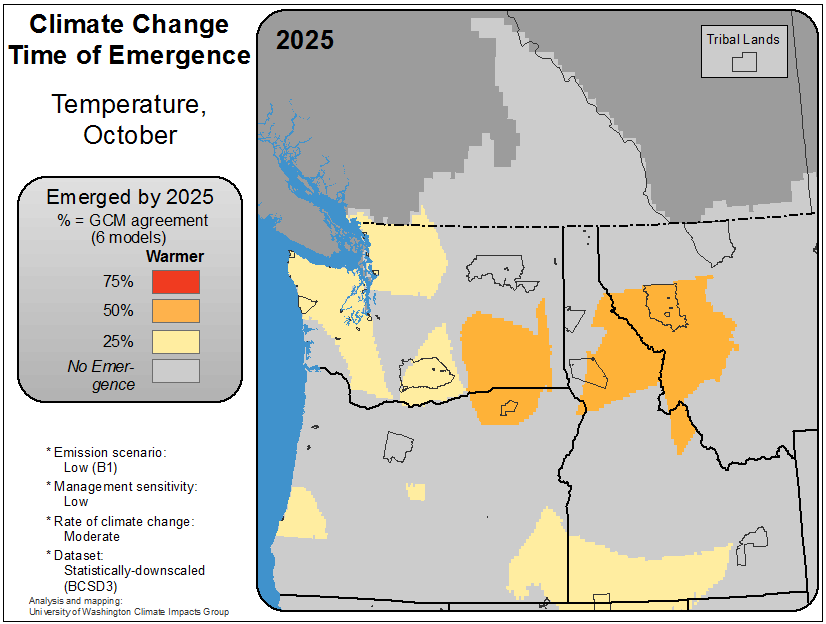 Climate Change
Time of Emergence
Temperature,
October
Emerged by 2025
% = GCM agreement
(6 models)
Warmer
75%
50%
25%
No Emer-
gence
* Emission scenario:
Low (B1)
* Management sensitivity:
Low
* Rate of climate change:
Moderate
* Dataset:
Statistically-downscaled
(BCSD3)
Analysis and mapping:
University of Washington Climate Impacts Group
2025
Tribal Lands